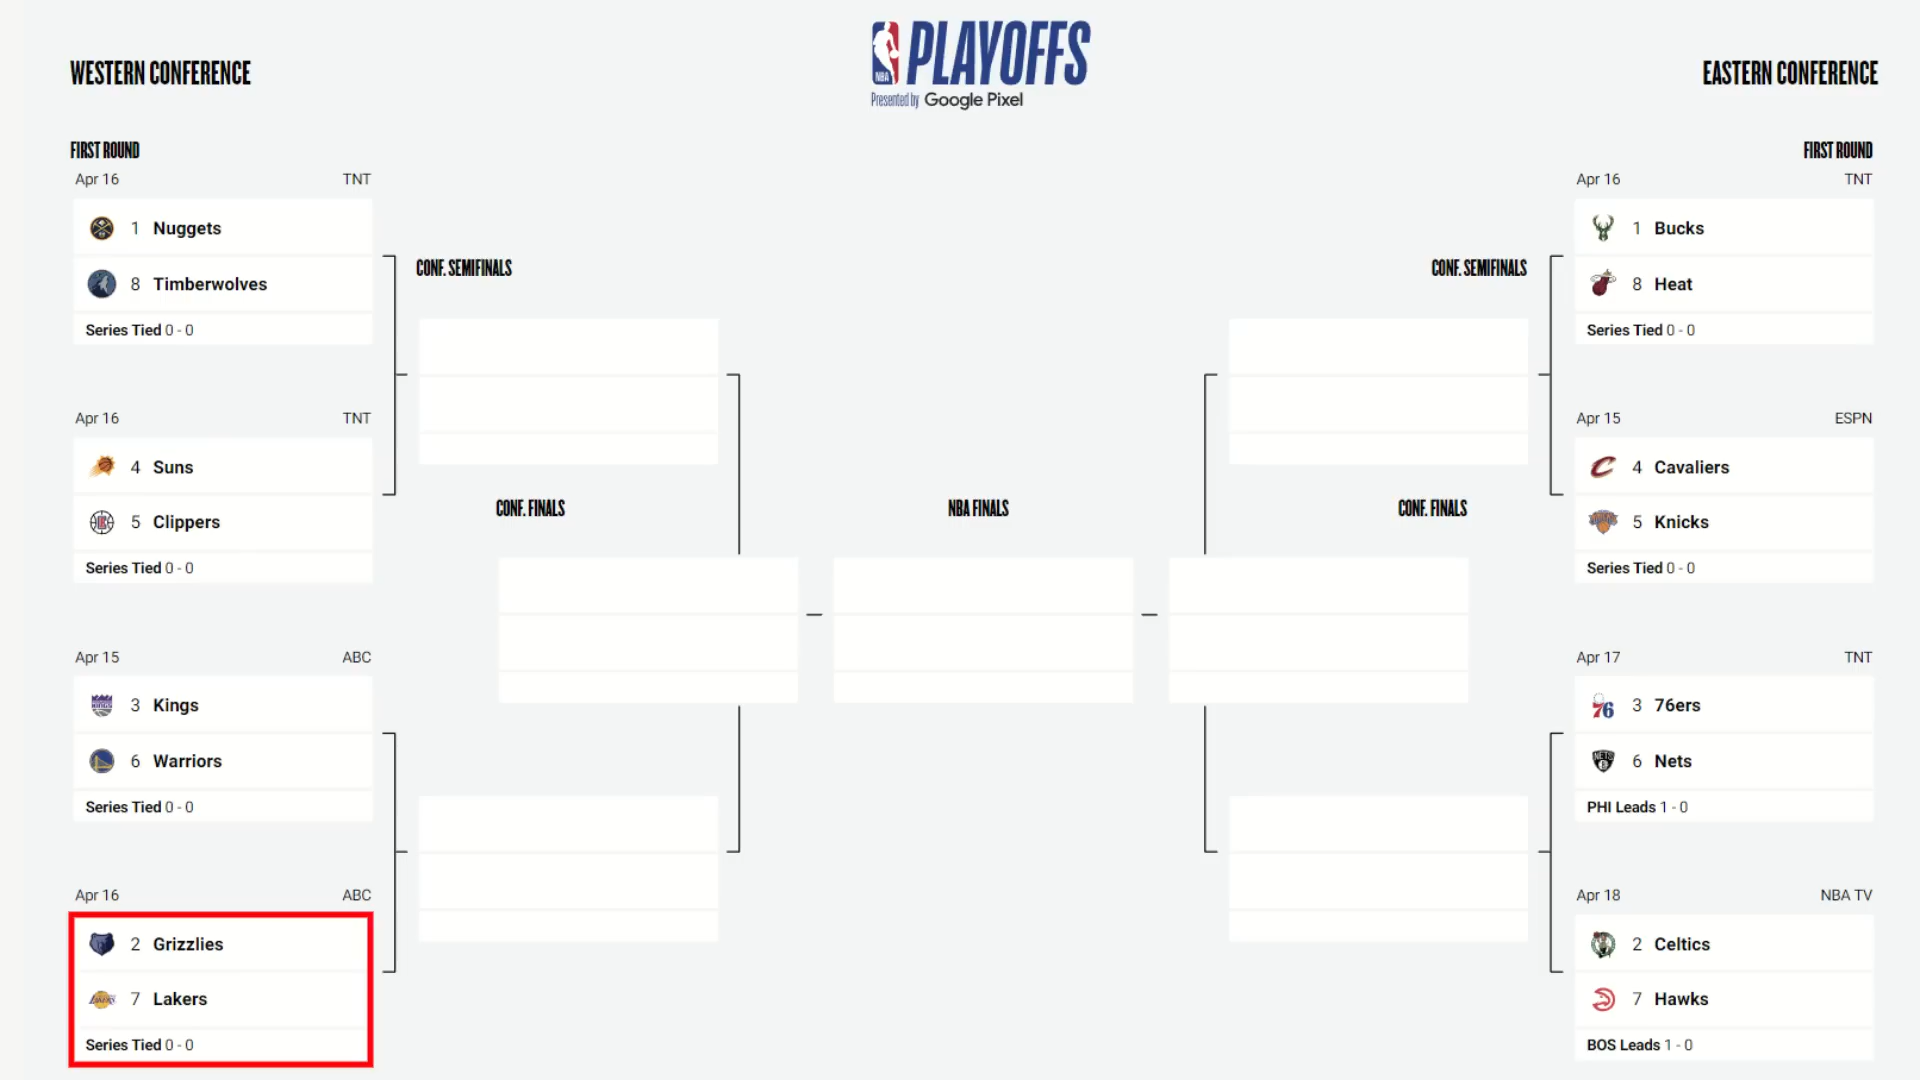 NBA PLAYOFFS
Presented by Google Pixel
WESTERN CONFERENCE
EASTERN CONFERENCE
FIRST ROUND
Apr 16 TNT
1 Nuggets
8 Timberwolves
Series Tied 0 - 0
Apr 16 TNT
4 Suns
5 Clippers
Series Tied 0 - 0
Apr 15 ABC
3 Kings
6 Warriors
Series Tied 0 - 0
Apr 16 ABC
2 Grizzlies
7 Lakers
Series Tied 0 - 0
CONF. SEMIFINALS
CONF. FINALS
NBA FINALS
CONF. FINALS
CONF. SEMIFINALS
FIRST ROUND
Apr 16 TNT
1 Bucks
8 Heat
Series Tied 0 - 0
Apr 15 ESPN
4 Cavaliers
5 Knicks
Series Tied 0 - 0
Apr 17 TNT
76 3 76ers
NETS B 6 Nets
PHI Leads 1 - 0
Apr 18 NBA TV
2 Celtics
7 Hawks
BOS Leads 1 - 0